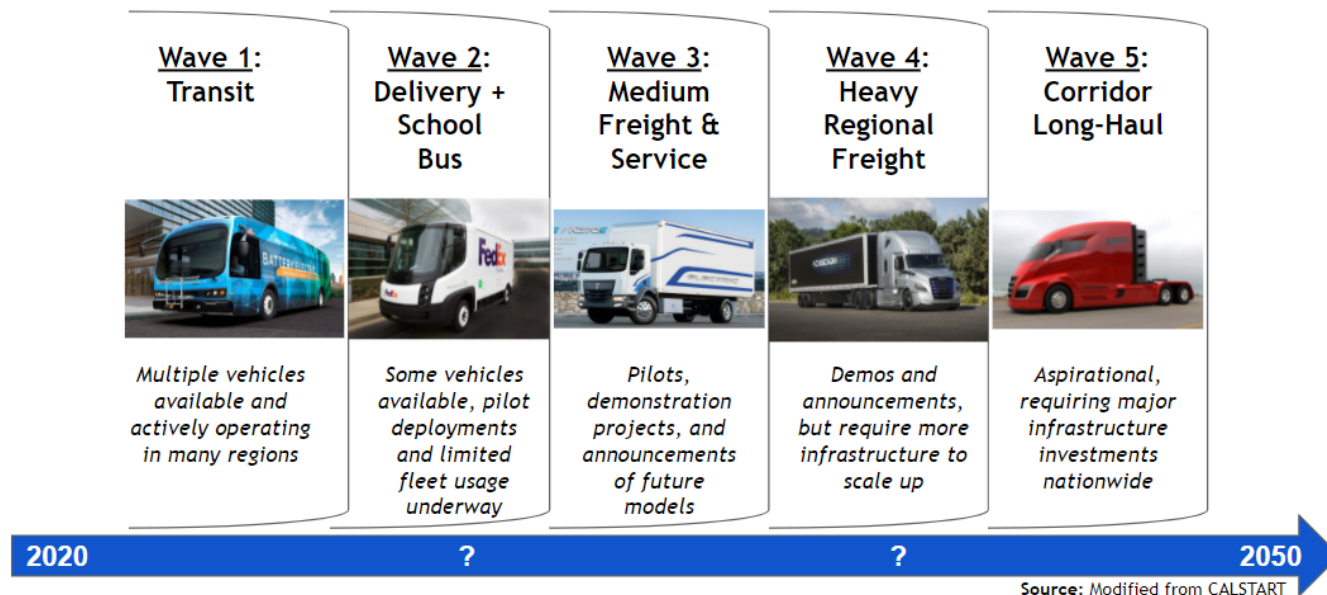 Wave 1:
Transit
Wave 2:
Delivery +
School
Bus
Wave 3:
Medium
Freight &
Service
Wave 4:
Heavy
Regional
Freight
Wave 5:
Corridor
Long-Haul
BATTERY ELECTRIC
FedEx
FedEx
ELECTRIC
eCASCADIA
Multiple vehicles
available and
actively operating
in many regions
Some vehicles
available, pilot
deployments
and limited
fleet usage
underway
Pilots,
demonstration
projects, and
announcements
of future
models
Demos and
announcements,
but require more
infrastructure to
scale up
Aspirational,
requiring major
infrastructure
investments
nationwide
2020
?
?
2050
Source: Modified from CALSTART